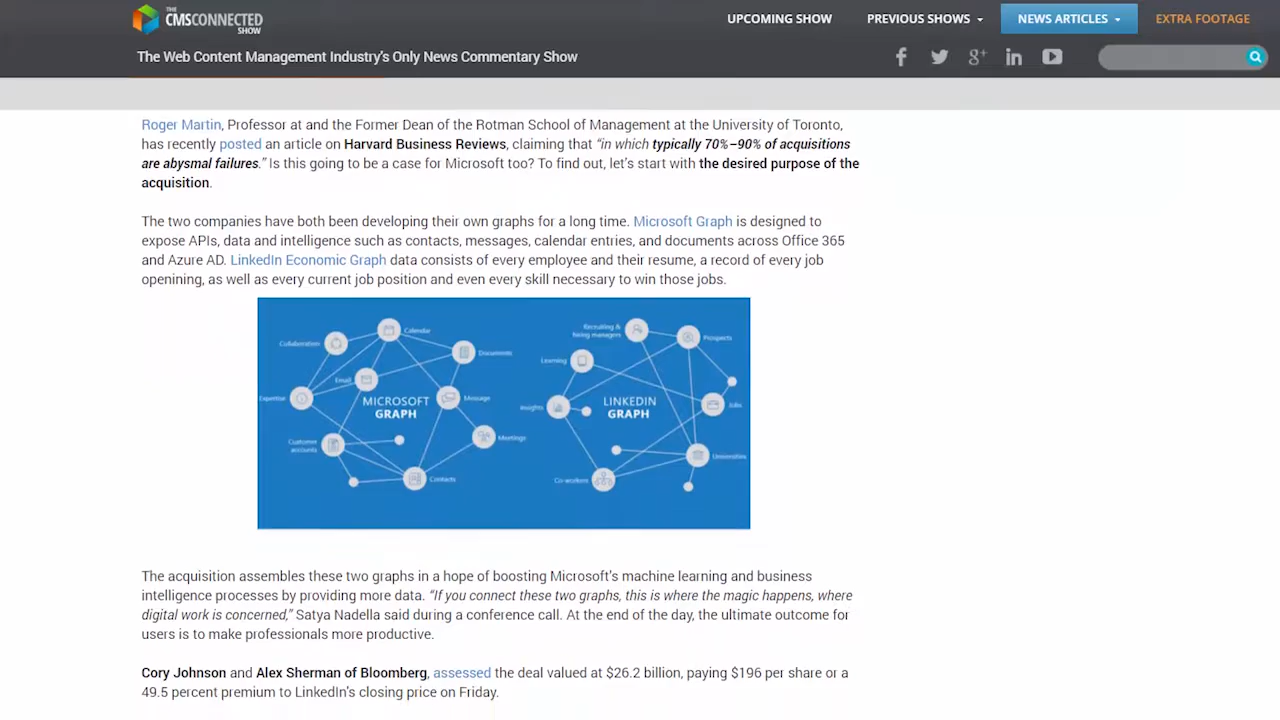 THE
CMSCONNECTED
SHOW
UPCOMING SHOW
PREVIOUS SHOWS
NEWS ARTICLES
EXTRA FOOTAGE
The Web Content Management Industry's Only News Commentary Show
Roger Martin, Professor at and the Former Dean of the Rotman School of Management at the University of Toronto,
has recently posted an article on Harvard Business Reviews, claiming that “in which typically 70%–90% of acquisitions
are abysmal failures.” Is this going to be a case for Microsoft too? To find out, let’s start with the desired purpose of the
acquisition.
The two companies have both been developing their own graphs for a long time. Microsoft Graph is designed to
expose APIs, data and intelligence such as contacts, messages, calendar entries, and documents across Office 365
and Azure AD. LinkedIn Economic Graph data consists of every employee and their resume, a record of every job
openining, as well as every current job position and even every skill necessary to win those jobs.
Collaboration
Calendar
Documents
Email
Expertise
MICROSOFT
GRAPH
Message
Customer
accounts
Meetings
Contacts
Recruiting &
hiring managers
Prospects
Learning
Insights
LINKEDIN
GRAPH
Jobs
Universities
Co-workers
The acquisition assembles these two graphs in a hope of boosting Microsoft’s machine learning and business
intelligence processes by providing more data. “If you connect these two graphs, this is where the magic happens, where
digital work is concerned,” Satya Nadella said during a conference call. At the end of the day, the ultimate outcome for
users is to make professionals more productive.
Cory Johnson and Alex Sherman of Bloomberg, assessed the deal valued at $26.2 billion, paying $196 per share or a
49.5 percent premium to LinkedIn’s closing price on Friday.